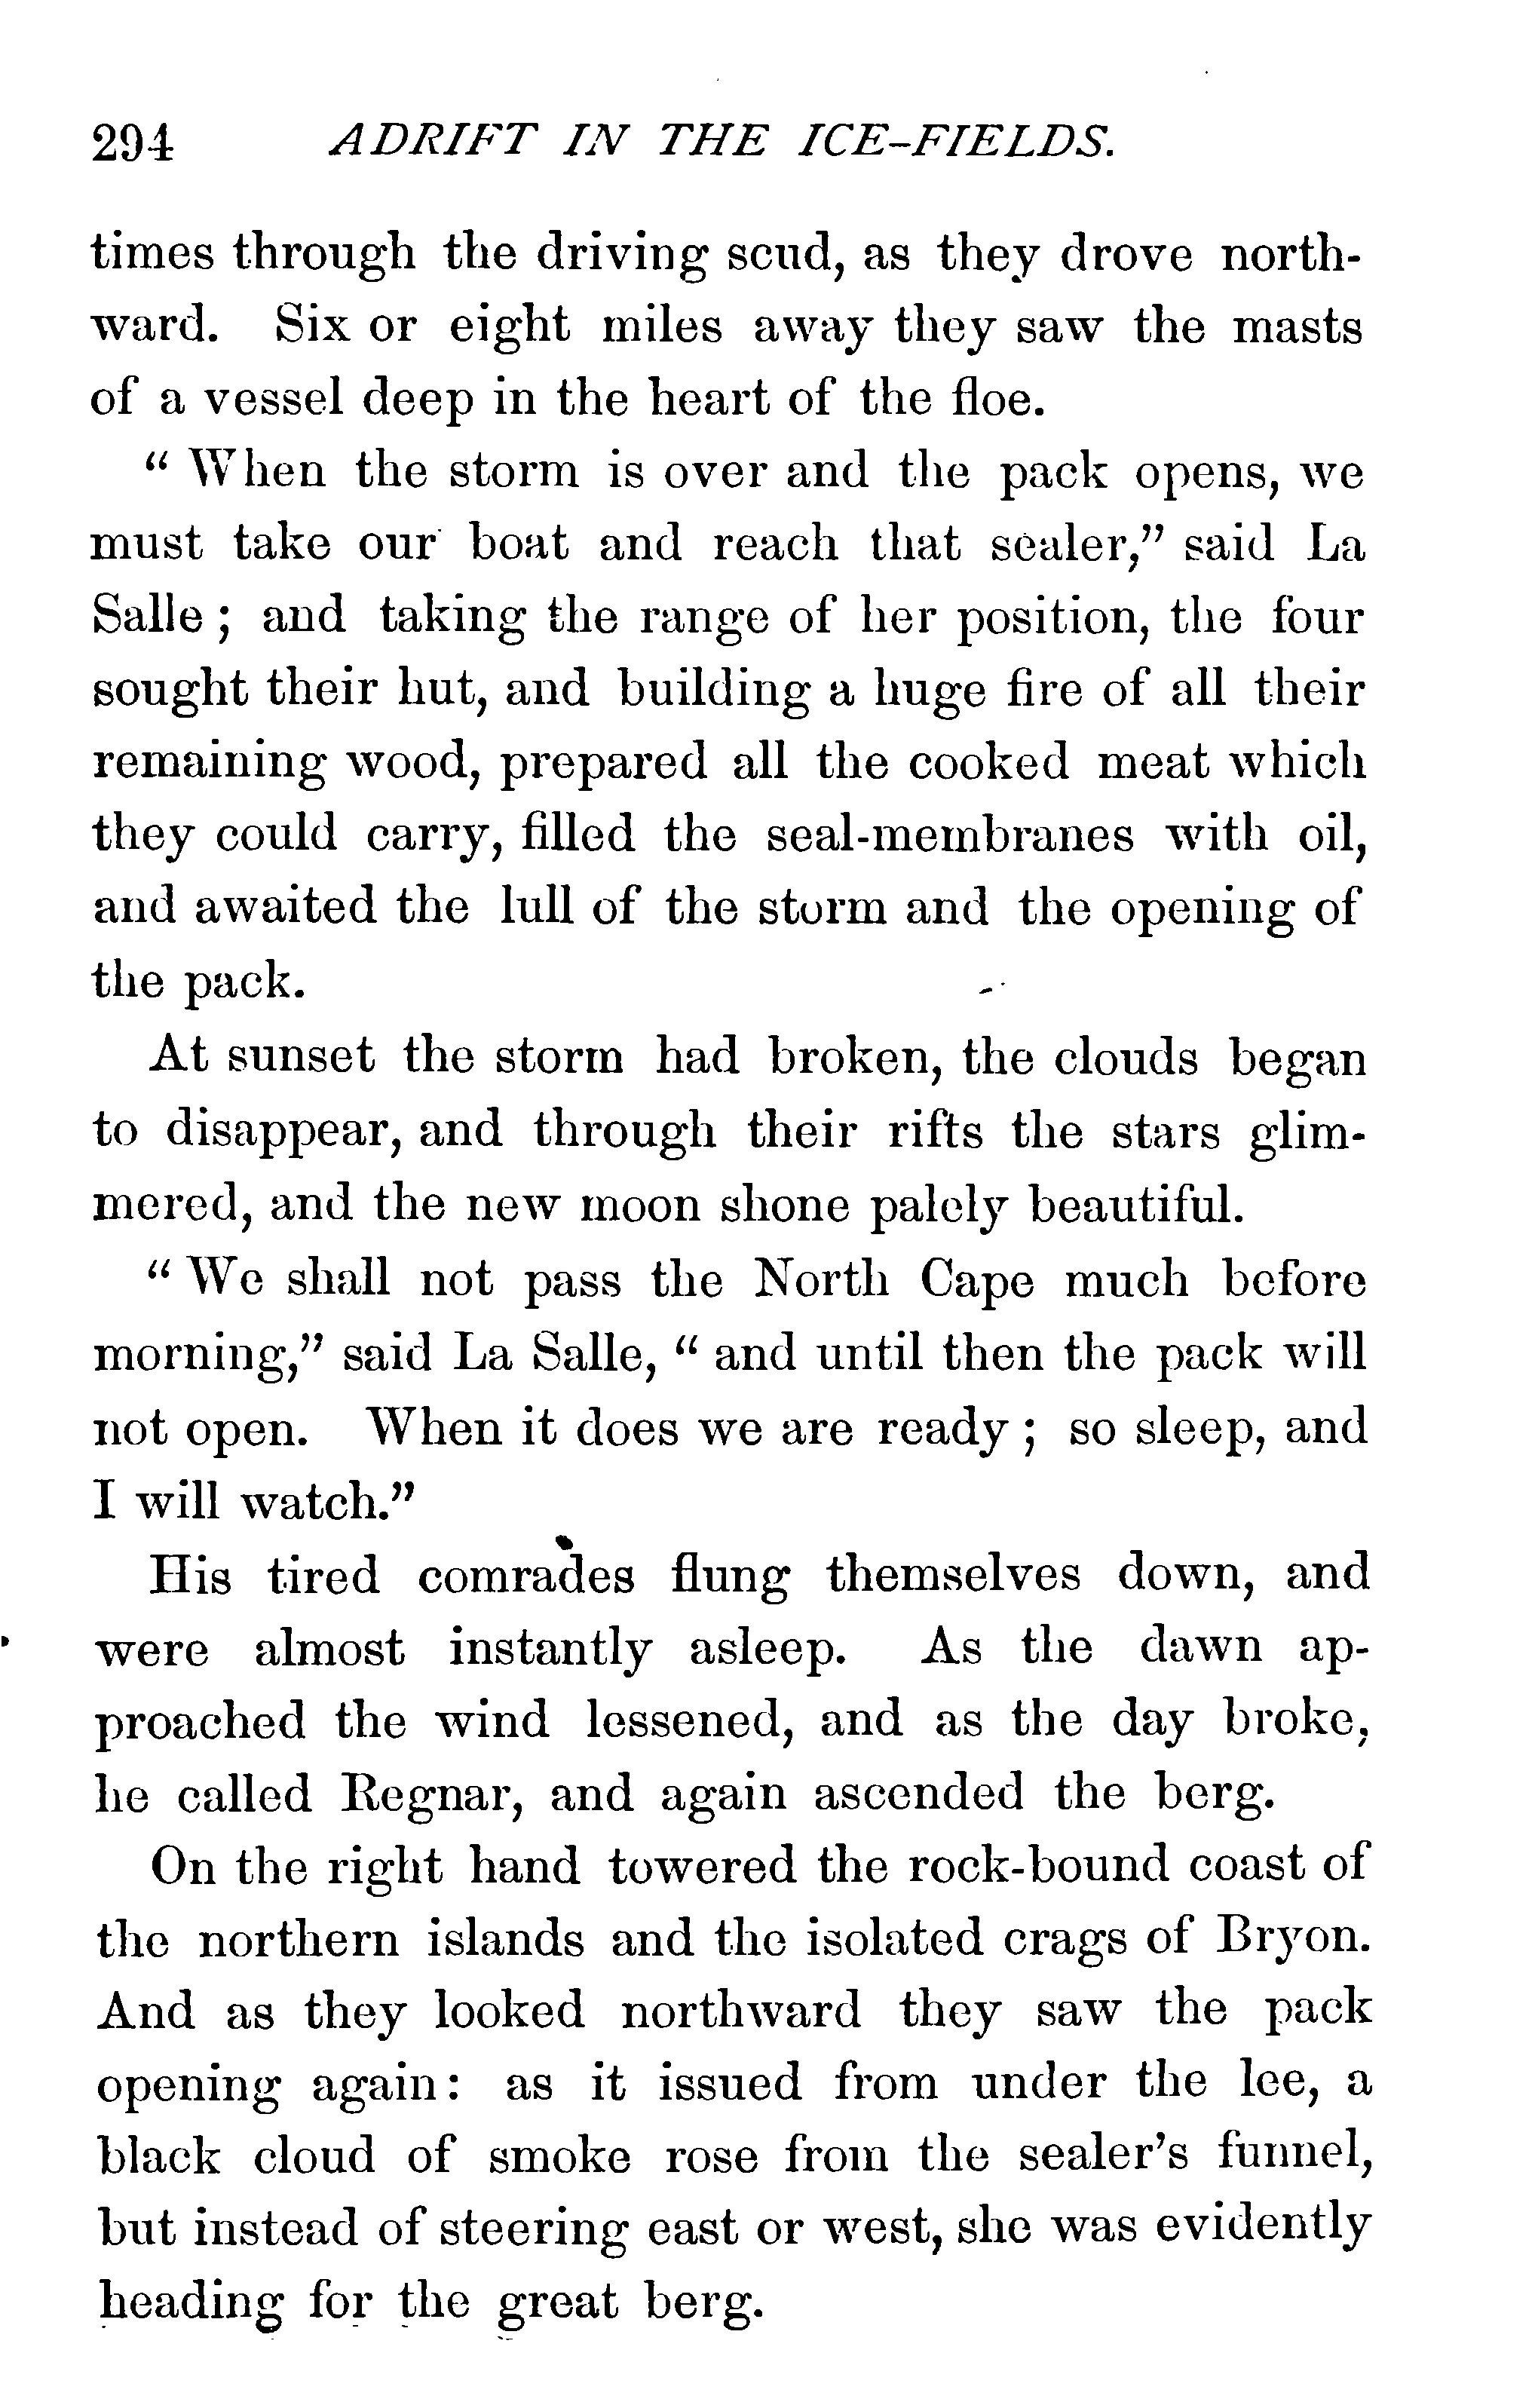 294 ADRIFT IN THE ICE-FIELDS.
times through the driving scud, as they drove north-
ward. Six or eight miles away they saw the masts
of a vessel deep in the heart of the floe.
“ When the storm is over and the pack opens, we
must take our boat and reach that sealer,” said La
Salle ; and taking the range of her position, the four
sought their hut, and building a huge fire of all their
remaining wood, prepared all the cooked meat which
they could carry, filled the seal-membranes with oil,
and awaited the lull of the storm and the opening of
the pack.
At sunset the storm had broken, the clouds began
to disappear, and through their rifts the stars glim-
mered, and the new moon shone palely beautiful.
“ We shall not pass the North Cape much before
morning,” said La Salle, “ and until then the pack will
not open. When it does we are ready ; so sleep, and
I will watch.”
His tired comrades flung themselves down, and
were almost instantly asleep. As the dawn ap-
proached the wind lessened, and as the day broke,
he called Regnar, and again ascended the berg.
On the right hand towered the rock-bound coast of
the northern islands and the isolated crags of Bryon.
And as they looked northward they saw the pack
opening again: as it issued from under the lee, a
black cloud of smoke rose from the sealer’s funnel,
but instead of steering east or west, she was evidently
heading for the great berg.